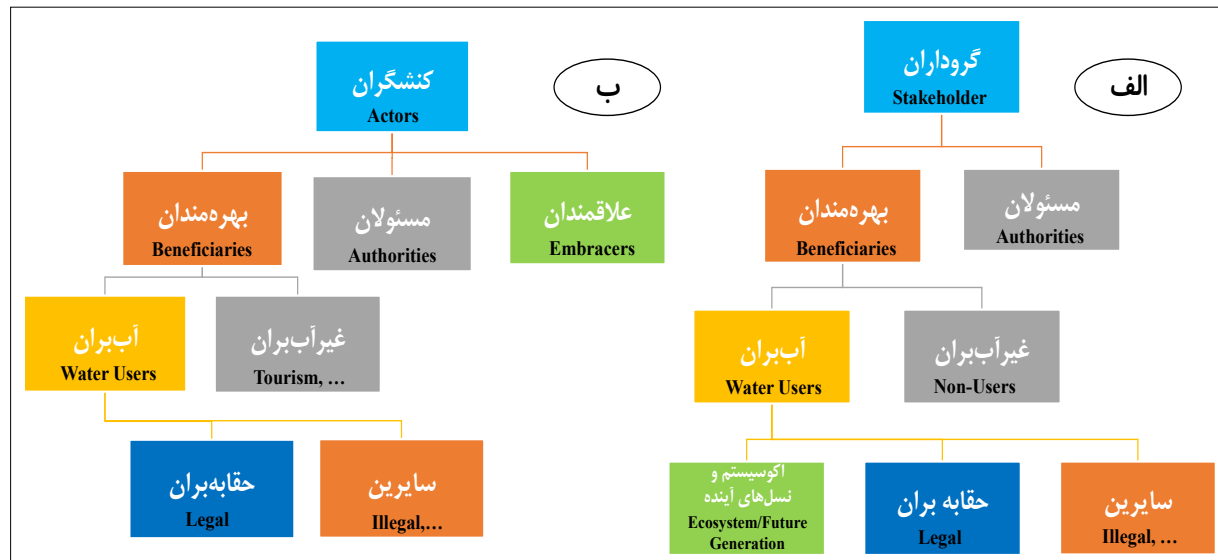 الف
گروداران
Stakeholder
مسئولان
Authorities
بهره‌مندان
Beneficiaries
غیرآب‌بران
Non-Users
آب‌بران
Water Users
سایرین
Illegal, ...
حقابه بران
Legal
اکوسیستم و
نسل‌های آینده
Ecosystem/Future
Generation
ب
کنشگران
Actors
علاقمندان
Embracers
مسئولان
Authorities
بهره‌مندان
Beneficiaries
غیرآب‌بران
Tourism, ...
آب‌بران
Water Users
سایرین
Illegal,...
حقابه‌بران
Legal